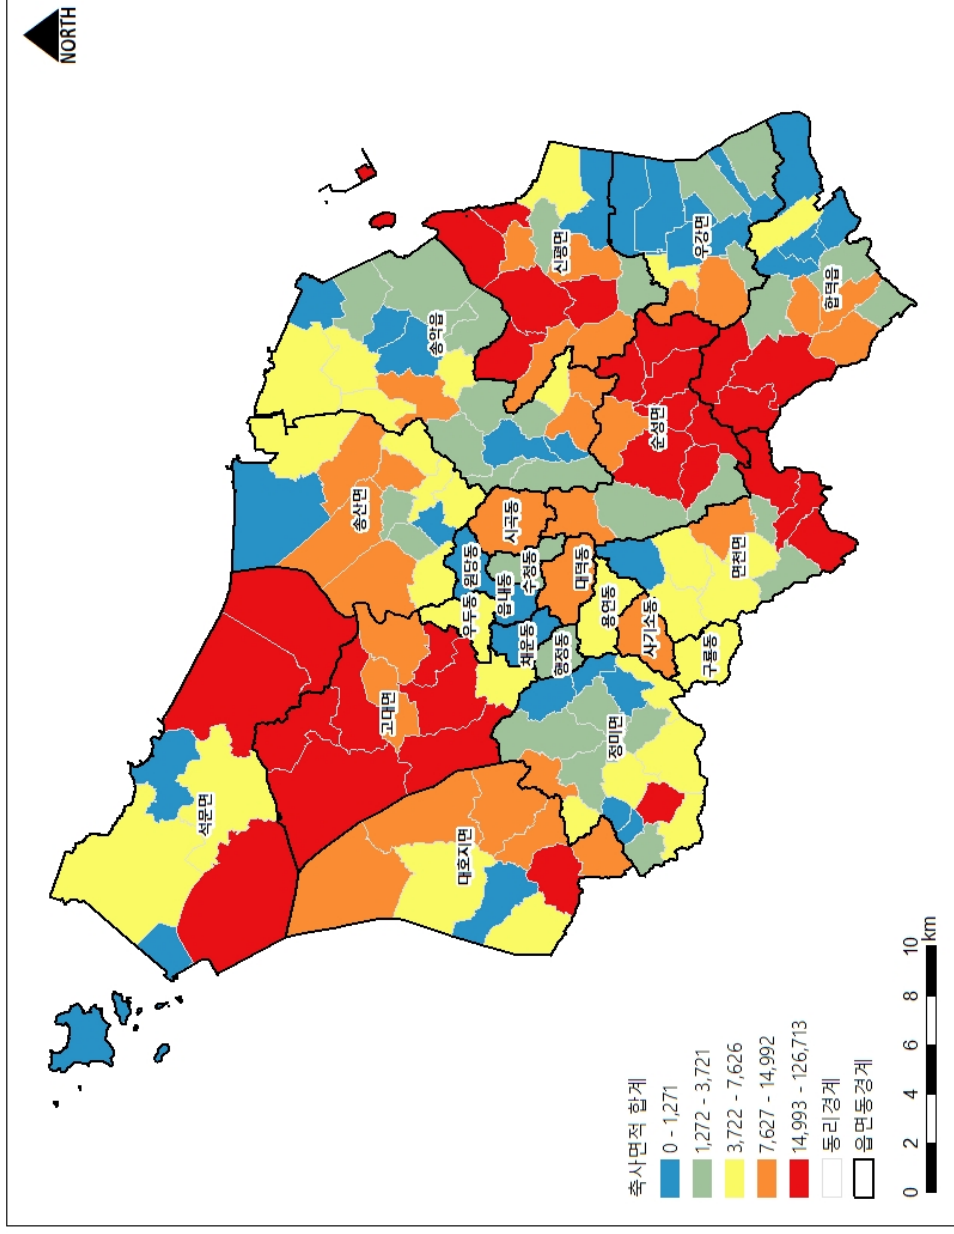 NORTH
석문면
고대면
대호지면
송산면
송악읍
신평면
우강면
합덕읍
순성면
면천면
정미면
시곡동
원당동
수청동
읍내동
우두동
대덕동
채운동
행정동
용연동
사기소동
구룡동
축사면적 합계
0 - 1,271
1,272 - 3,721
3,722 - 7,626
7,627 - 14,992
14,993 - 126,713
동리경계
읍면동경계
0 2 4 6 8 10
km